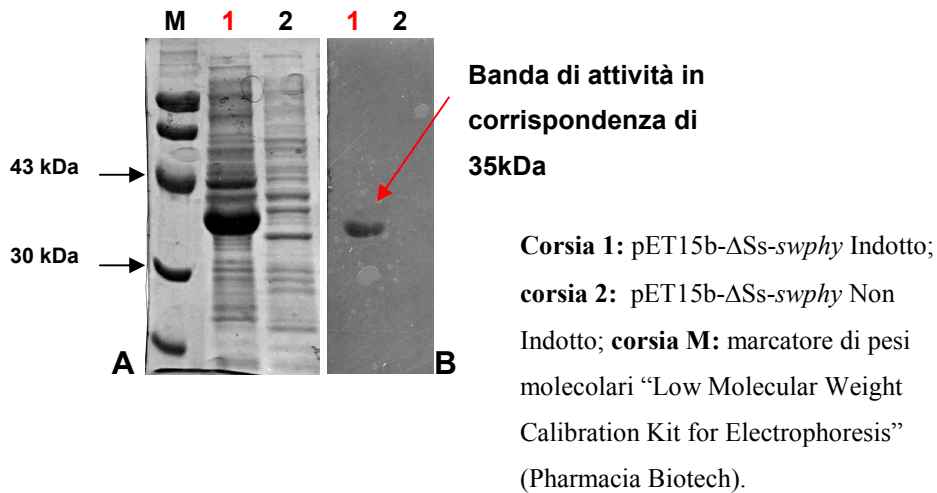 M 1 2 1 2
Banda di attività in
corrispondenza di
35kDa
43 kDa
30 kDa
A B
Corsia 1: pET15b-ΔSs-swphy Indotto;
corsia 2: pET15b-ΔSs-swphy Non
Indotto; corsia M: marcatore di pesi
molecolari “Low Molecular Weight
Calibration Kit for Electrophoresis”
(Pharmacia Biotech).